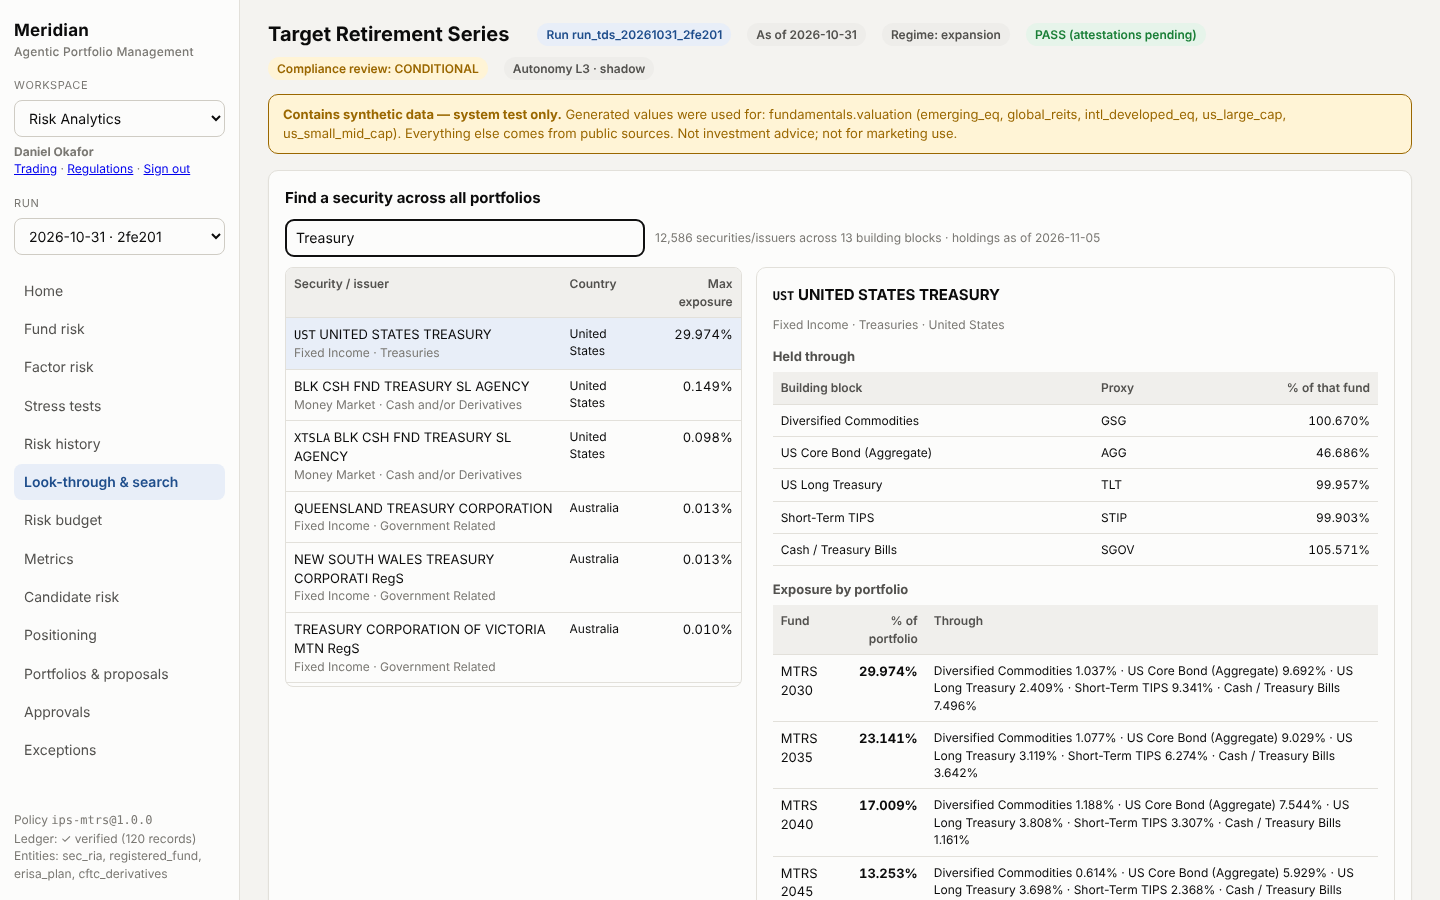 Meridian
Agentic Portfolio Management
WORKSPACE
Risk Analytics
Daniel Okafor
Trading · Regulations · Sign out
RUN
2026-10-31 · 2fe201
Home
Fund risk
Factor risk
Stress tests
Risk history
Look-through & search
Risk budget
Metrics
Candidate risk
Positioning
Portfolios & proposals
Approvals
Exceptions
Policy ips-mtrs@1.0.0
Ledger: ✓ verified (120 records)
Entities: sec_ria, registered_fund,
erisa_plan, cftc_derivatives
Target Retirement Series
Run run_tds_20261031_2fe201
As of 2026-10-31
Regime: expansion
PASS (attestations pending)
Compliance review: CONDITIONAL
Autonomy L3 · shadow
Contains synthetic data — system test only. Generated values were used for: fundamentals.valuation (emerging_eq, global_reits, intl_developed_eq, us_large_cap,
us_small_mid_cap). Everything else comes from public sources. Not investment advice; not for marketing use.
Find a security across all portfolios
Treasury
12,586 securities/issuers across 13 building blocks · holdings as of 2026-11-05
Security / issuer Country Max
exposure
UST UNITED STATES TREASURY United 29.974%
Fixed Income · Treasuries States
BLK CSH FND TREASURY SL AGENCY United 0.149%
Money Market · Cash and/or Derivatives States
XTSLA BLK CSH FND TREASURY SL United 0.098%
AGENCY States
Money Market · Cash and/or Derivatives
QUEENSLAND TREASURY CORPORATION Australia 0.013%
Fixed Income · Government Related
NEW SOUTH WALES TREASURY Australia 0.013%
CORPORATI RegS
Fixed Income · Government Related
TREASURY CORPORATION OF VICTORIA Australia 0.010%
MTN RegS
Fixed Income · Government Related
UST UNITED STATES TREASURY
Fixed Income · Treasuries · United States
Held through
Building block Proxy % of that fund
Diversified Commodities GSG 100.670%
US Core Bond (Aggregate) AGG 46.686%
US Long Treasury TLT 99.957%
Short-Term TIPS STIP 99.903%
Cash / Treasury Bills SGOV 105.571%
Exposure by portfolio
Fund % of Through
portfolio
MTRS 29.974% Diversified Commodities 1.037% · US Core Bond (Aggregate) 9.692% · US
2030 Long Treasury 2.409% · Short-Term TIPS 9.341% · Cash / Treasury Bills
7.496%
MTRS 23.141% Diversified Commodities 1.077% · US Core Bond (Aggregate) 9.029% · US
2035 Long Treasury 3.119% · Short-Term TIPS 6.274% · Cash / Treasury Bills
3.642%
MTRS 17.009% Diversified Commodities 1.188% · US Core Bond (Aggregate) 7.544% · US
2040 Long Treasury 3.808% · Short-Term TIPS 3.307% · Cash / Treasury Bills
1.161%
MTRS 13.253% Diversified Commodities 0.614% · US Core Bond (Aggregate) 5.929% · US
2045 Long Treasury 3.698% · Short-Term TIPS 2.368% · Cash / Treasury Bills